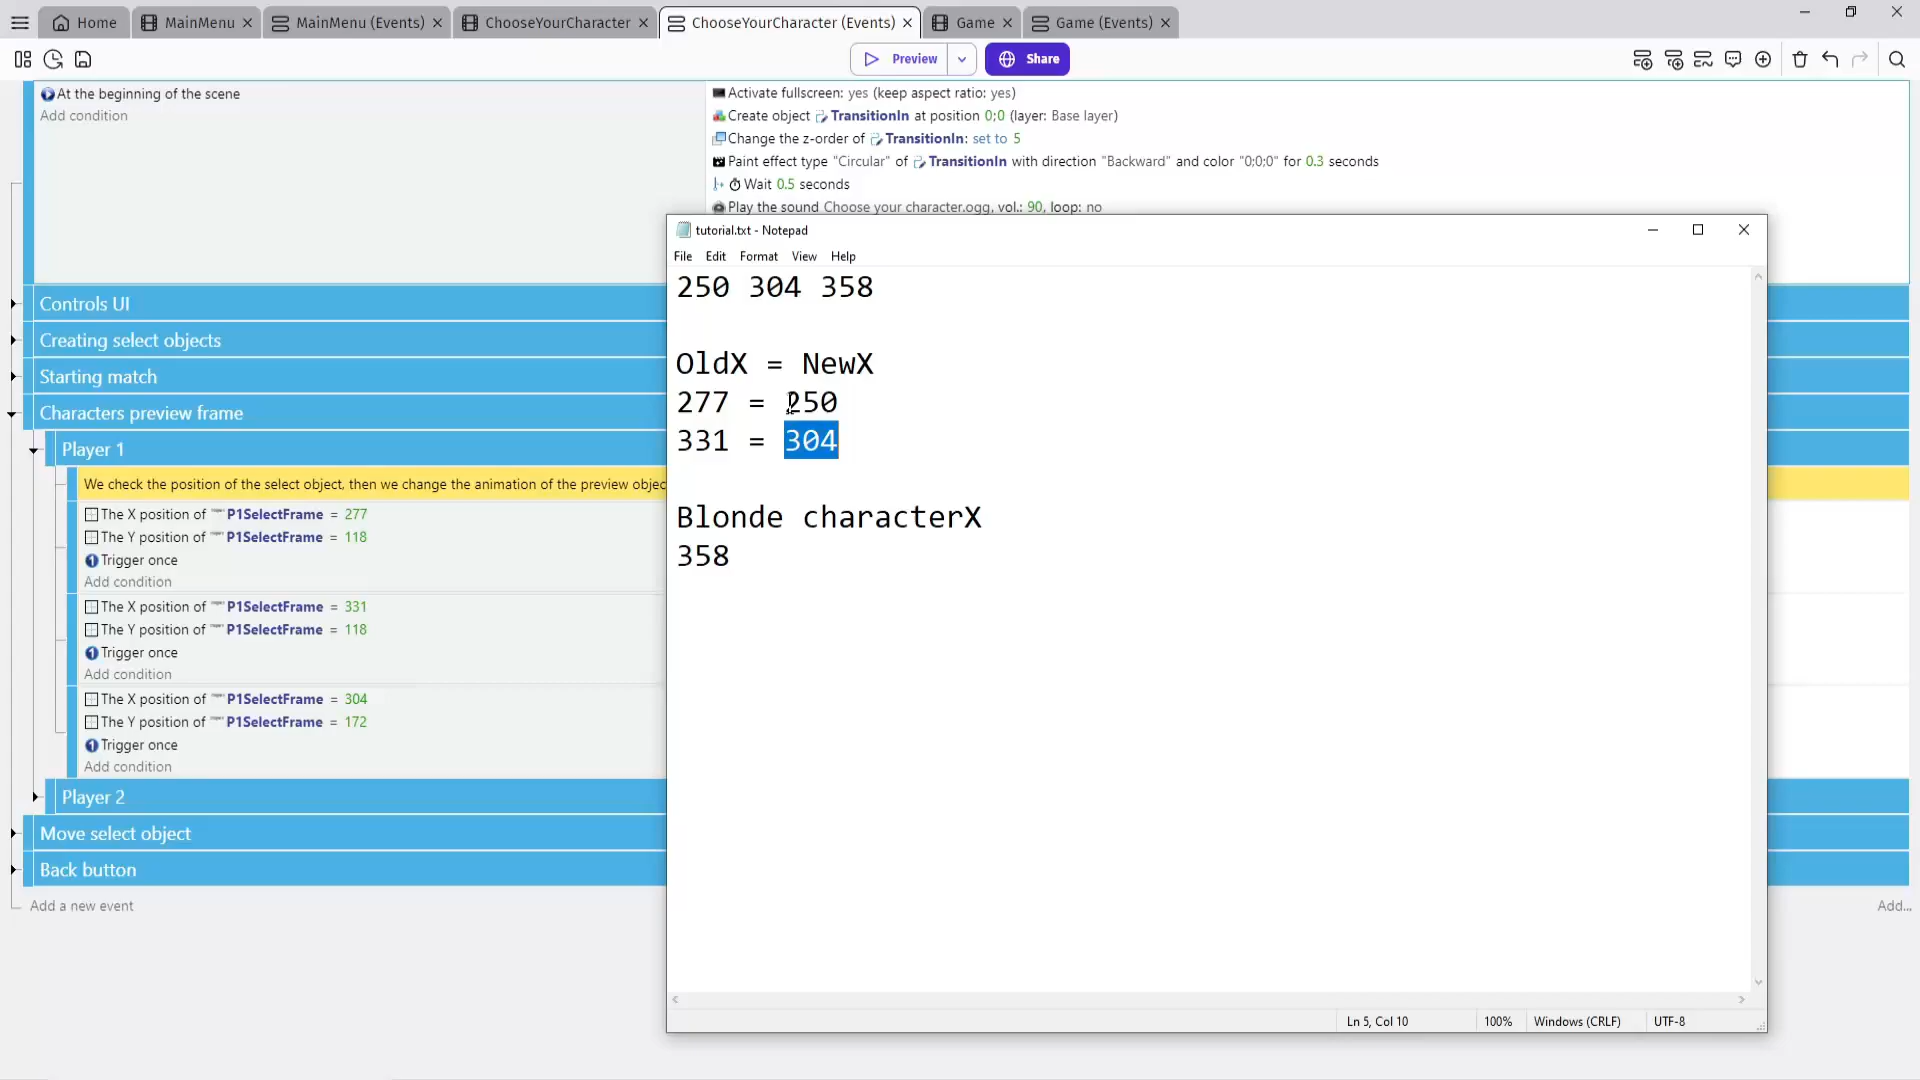 Home
MainMenu
MainMenu (Events)
ChooseYourCharacter
ChooseYourCharacter (Events)
Game
Game (Events)
Preview
Share
At the beginning of the scene
Add condition
Activate fullscreen: yes (keep aspect ratio: yes)
Create object TransitionIn at position 0;0 (layer: Base layer)
Change the z-order of TransitionIn: set to 5
Paint effect type "Circular" of TransitionIn with direction "Backward" and color "0;0;0" for 0.3 seconds
Wait 0.5 seconds
Play the sound Choose your character.ogg, vol.: 90, loop: no
Controls UI
Creating select objects
Starting match
Characters preview frame
Player 1
We check the position of the select object, then we change the animation of the preview objec
The X position of P1SelectFrame = 277
The Y position of P1SelectFrame = 118
Trigger once
Add condition
The X position of P1SelectFrame = 331
The Y position of P1SelectFrame = 118
Trigger once
Add condition
The X position of P1SelectFrame = 304
The Y position of P1SelectFrame = 172
Trigger once
Add condition
Player 2
Move select object
Back button
Add a new event
Add...
tutorial.txt - Notepad
File Edit Format View Help
250 304 358
OldX = NewX
277 = 250
331 = 304
Blonde characterX
358
Ln 5, Col 10
100%
Windows (CRLF)
UTF-8